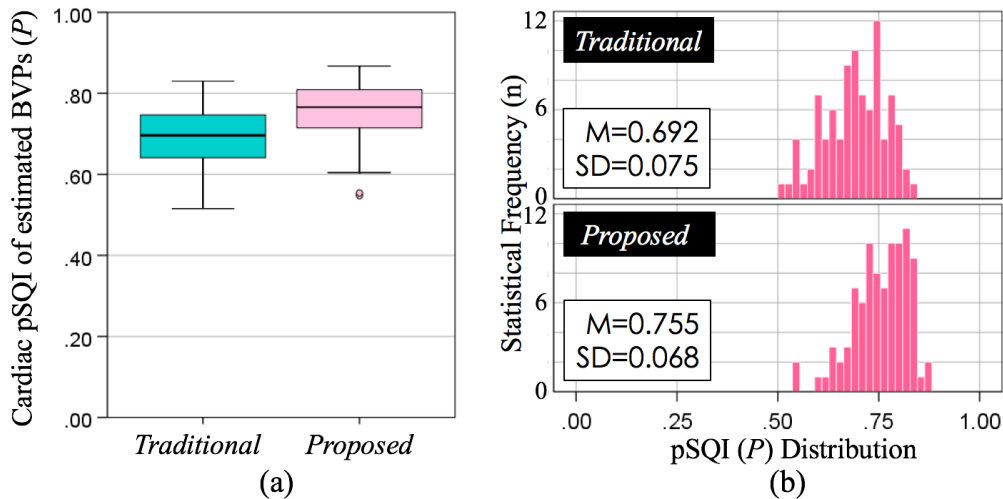 Cardiac pSQI of estimated BVPs (P)
1.00
.80
.60
.40
.20
.00
Traditional
Proposed
(a)
Statistical Frequency (n)
12
6
0
Traditional
M=0.692
SD=0.075
12
6
0
Proposed
M=0.755
SD=0.068
.00
.25
.50
.75
1.00
pSQI (P) Distribution
(b)